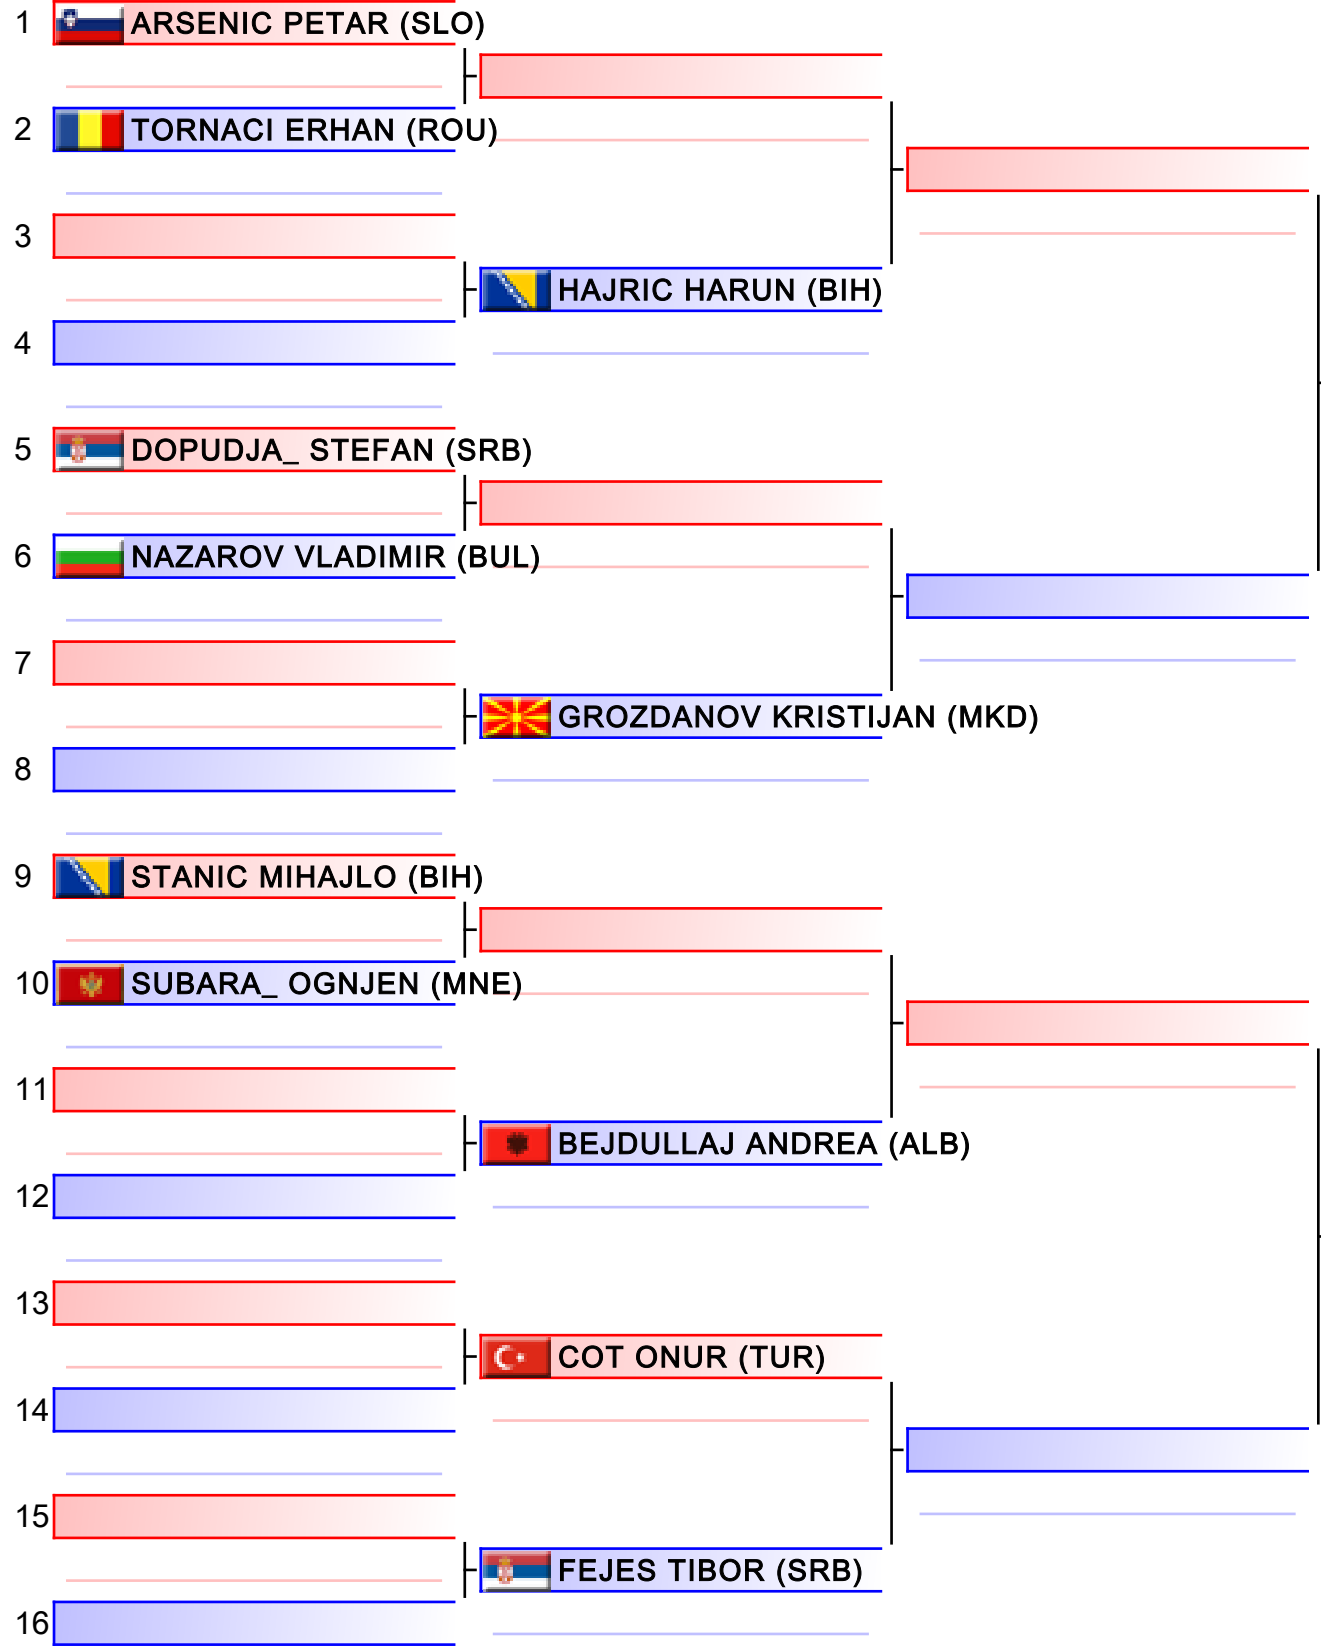 1 ARSENIC PETAR (SLO)
2 TORNACI ERHAN (ROU)
3
HAJRIC HARUN (BIH)
4
5 DOPUDJA_ STEFAN (SRB)
6 NAZAROV VLADIMIR (BUL)
7
GROZDANOV KRISTIJAN (MKD)
8
9 STANIC MIHAJLO (BIH)
10 SUBARA_ OGNJEN (MNE)
11
BEJDULLAJ ANDREA (ALB)
12
13
COT ONUR (TUR)
14
15
FEJES TIBOR (SRB)
16